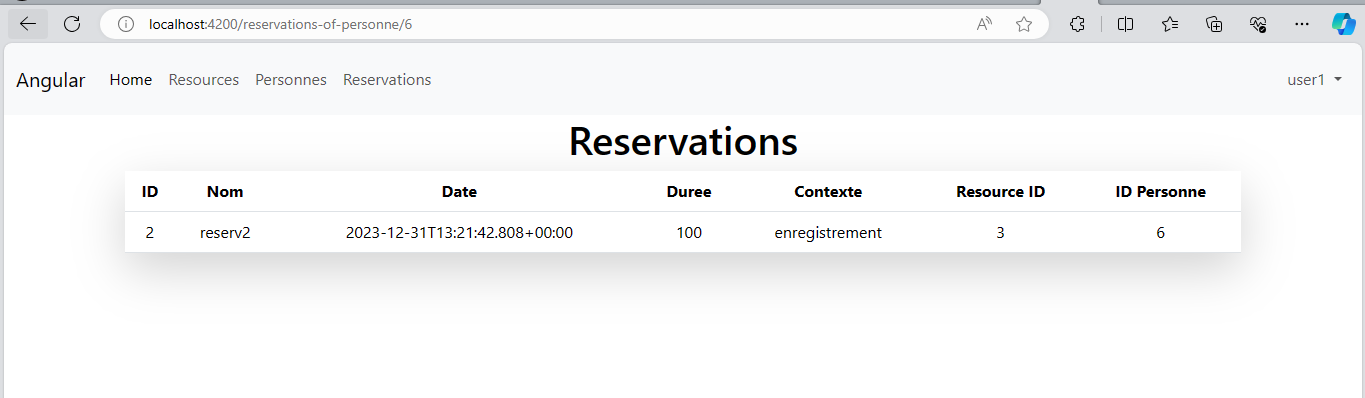 localhost:4200/reservations-of-personne/6
Angular Home Resources Personnes Reservations user1
Reservations
ID Nom Date Duree Contexte Resource ID ID Personne
2 reserv2 2023-12-31T13:21:42.808+00:00 100 enregistrement 3 6